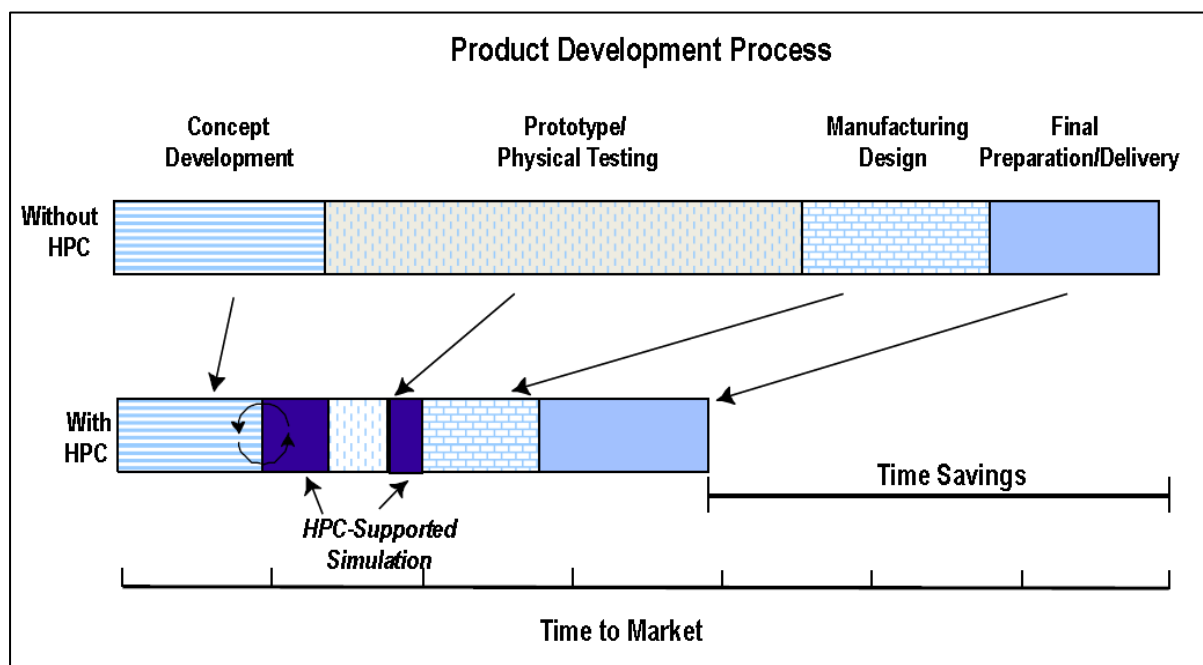 Product Development Process
Concept
Development
Prototype/
Physical Testing
Manufacturing
Design
Final
Preparation/Delivery
Without
HPC
With
HPC
HPC-Supported
Simulation
Time Savings
Time to Market